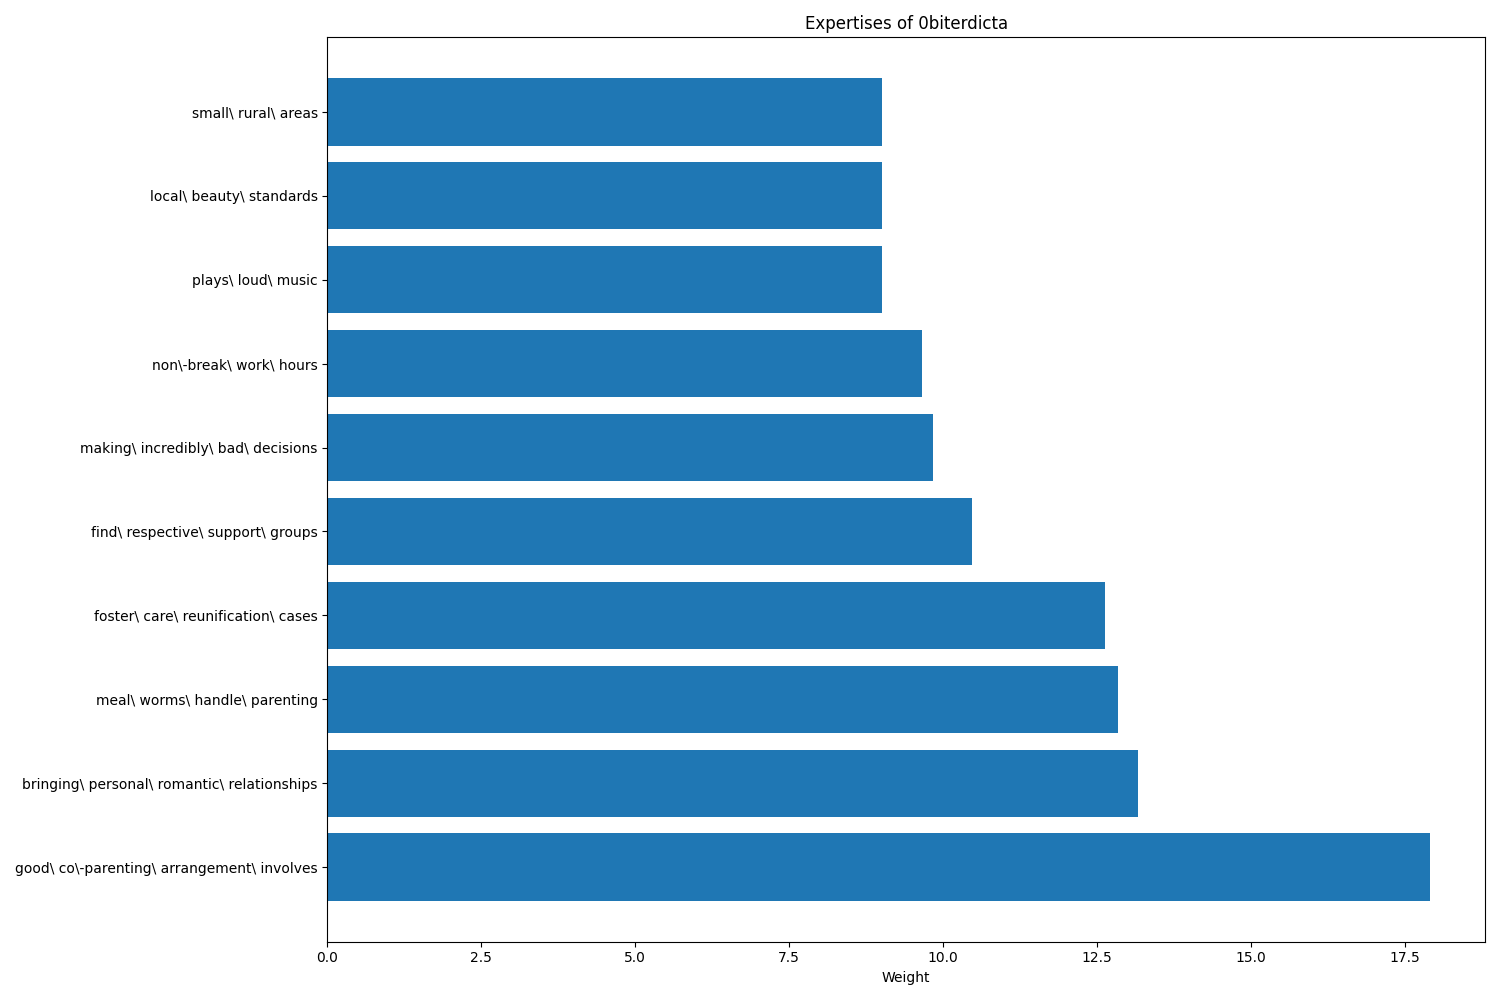 Expertises of 0biterdicta
small\ rural\ areas
local\ beauty\ standards
plays\ loud\ music
non\-break\ work\ hours
making\ incredibly\ bad\ decisions
find\ respective\ support\ groups
foster\ care\ reunification\ cases
meal\ worms\ handle\ parenting
bringing\ personal\ romantic\ relationships
good\ co\-parenting\ arrangement\ involves
0.0 2.5 5.0 7.5 10.0 12.5 15.0 17.5
Weight